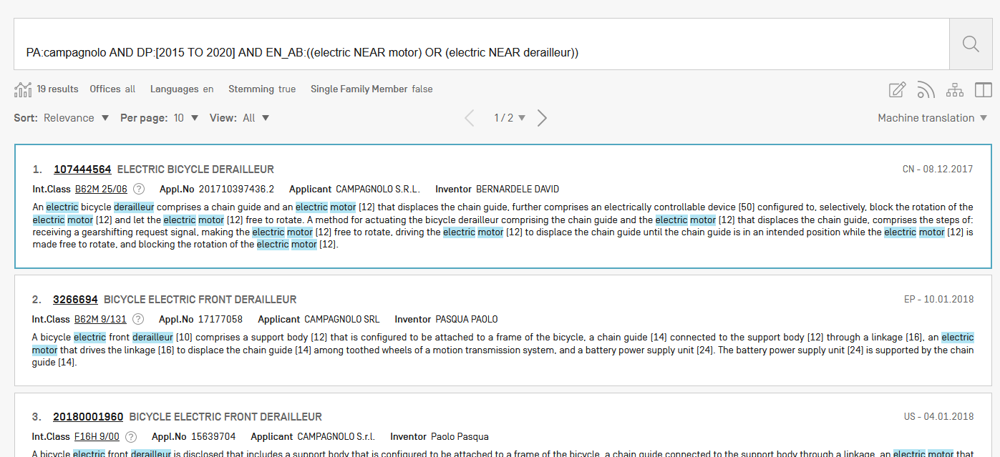 PA:campagnolo AND DP:[2015 TO 2020] AND EN_AB:((electric NEAR motor) OR (electric NEAR derailleur))
19 results Offices all Languages en Stemming true Single Family Member false
Sort: Relevance Per page: 10 View: All 1 / 2 Machine translation
1. 107444564 ELECTRIC BICYCLE DERAILLEUR CN - 08.12.2017
Int.Class B62M 25/06 ? Appl.No 201710397436.2 Applicant CAMPAGNOLO S.R.L. Inventor BERNARDELE DAVID
An electric bicycle derailleur comprises a chain guide and an electric motor [12] that displaces the chain guide, further comprises an electrically controllable device [50] configured to, selectively, block the rotation of the
electric motor [12] and let the electric motor [12] free to rotate. A method for actuating the bicycle derailleur comprising the chain guide and the electric motor [12] that displaces the chain guide, comprises the steps of:
receiving a gearshifting request signal, making the electric motor [12] free to rotate, driving the electric motor [12] to displace the chain guide until the chain guide is in an intended position while the electric motor [12] is
made free to rotate, and blocking the rotation of the electric motor [12].
2. 3266694 BICYCLE ELECTRIC FRONT DERAILLEUR EP - 10.01.2018
Int.Class B62M 9/131 ? Appl.No 17177058 Applicant CAMPAGNOLO SRL Inventor PASQUA PAOLO
A bicycle electric front derailleur [10] comprises a support body [12] that is configured to be attached to a frame of the bicycle, a chain guide [14] connected to the support body [12] through a linkage [16], an electric
motor that drives the linkage [16] to displace the chain guide [14] among toothed wheels of a motion transmission system, and a battery power supply unit [24]. The battery power supply unit [24] is supported by the chain
guide [14].
3. 20180001960 BICYCLE ELECTRIC FRONT DERAILLEUR US - 04.01.2018
Int.Class F16H 9/00 ? Appl.No 15639704 Applicant CAMPAGNOLO S.r.l. Inventor Paolo Pasqua
A bicycle electric front derailleur is disclosed that includes a support body that is configured to be attached to a frame of the bicycle, a chain guide connected to the support body through a linkage, an electric motor that